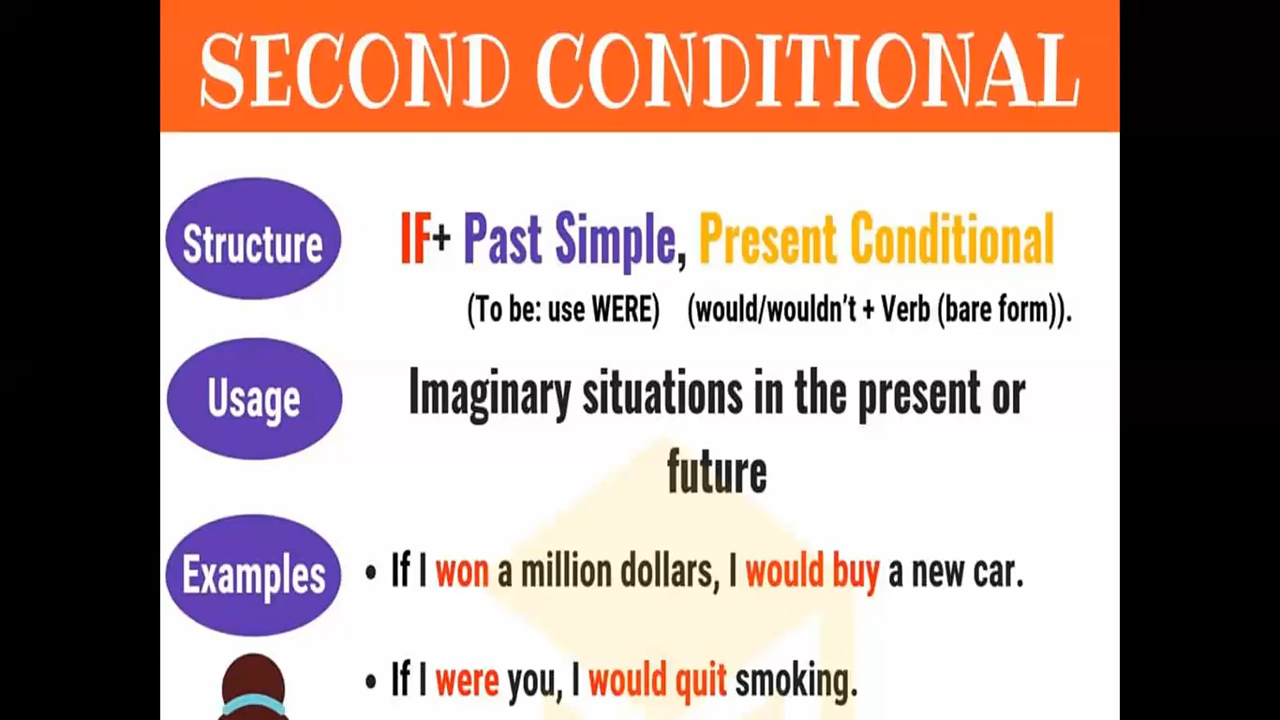 SECOND CONDITIONAL
Structure
IF+ Past Simple, Present Conditional
(To be: use WERE) (would/wouldn't + Verb (bare form)).
Usage
Imaginary situations in the present or
future
Examples
• If I won a million dollars, I would buy a new car.
• If I were you, I would quit smoking.